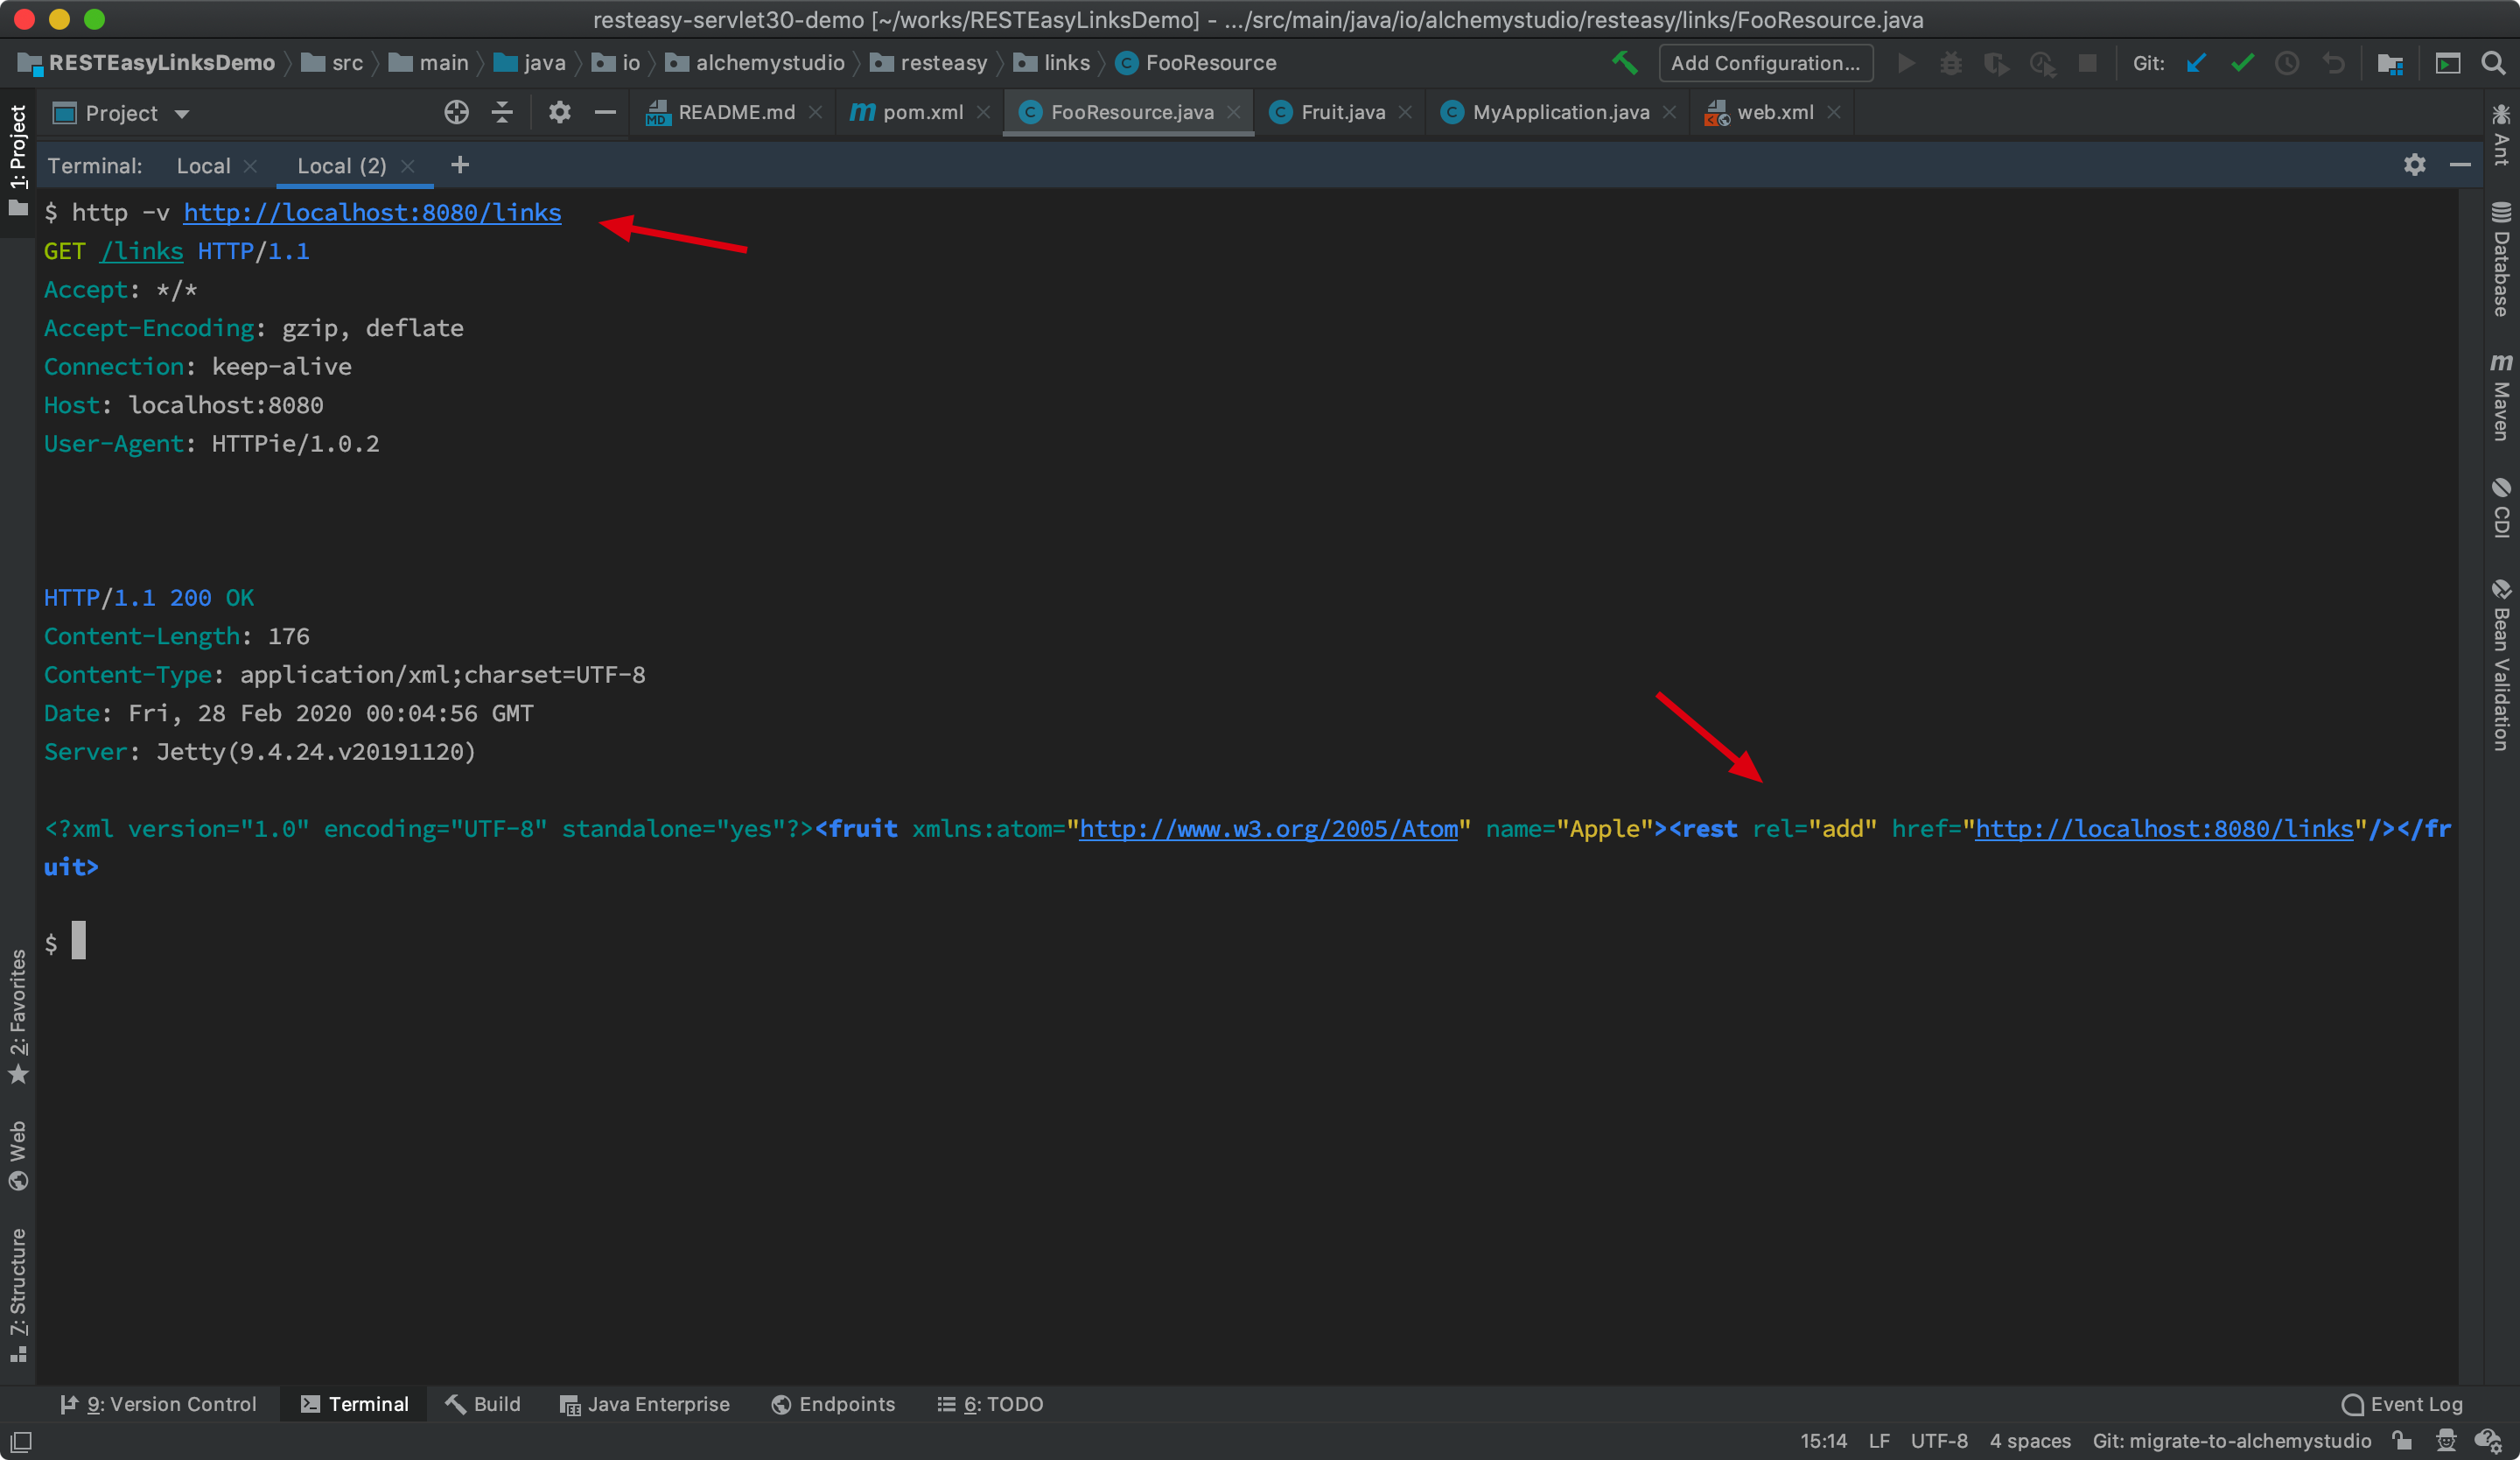 resteasy-servlet30-demo [~/works/RESTEasyLinksDemo] - .../src/main/java/io/alchemystudio/resteasy/links/FooResource.java
RESTEasyLinksDemo src main java io alchemystudio resteasy links FooResource Add Configuration... Git:
Project README.md pom.xml FooResource.java Fruit.java MyApplication.java web.xml
Terminal: Local Local (2) +
$ http -v http://localhost:8080/links
GET /links HTTP/1.1
Accept: */*
Accept-Encoding: gzip, deflate
Connection: keep-alive
Host: localhost:8080
User-Agent: HTTPie/1.0.2
HTTP/1.1 200 OK
Content-Length: 176
Content-Type: application/xml;charset=UTF-8
Date: Fri, 28 Feb 2020 00:04:56 GMT
Server: Jetty(9.4.24.v20191120)
<?xml version="1.0" encoding="UTF-8" standalone="yes"?><fruit xmlns:atom="http://www.w3.org/2005/Atom" name="Apple"><rest rel="add" href="http://localhost:8080/links"/></fr
uit>
$
1: Project
2: Favorites
Web
7: Structure
Ant
Database
Maven
CDI
Bean Validation
9: Version Control Terminal Build Java Enterprise Endpoints 6: TODO Event Log
15:14 LF UTF-8 4 spaces Git: migrate-to-alchemystudio